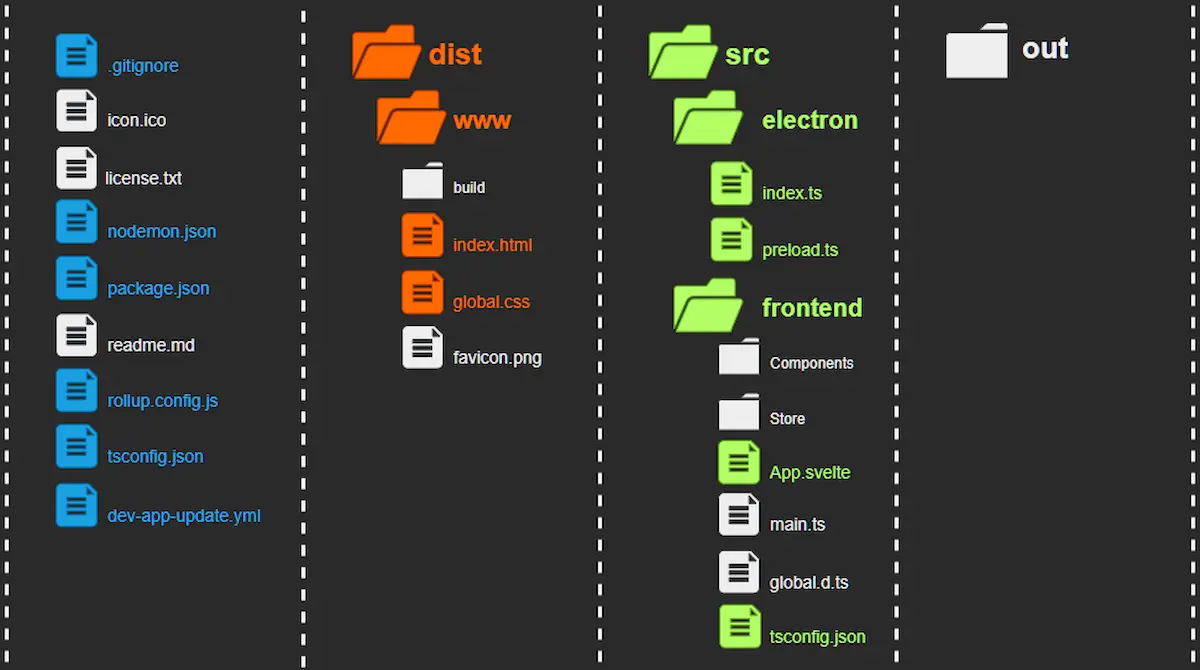 .gitignore
icon.ico
license.txt
nodemon.json
package.json
readme.md
rollup.config.js
tsconfig.json
dev-app-update.yml
dist
www
build
index.html
global.css
favicon.png
src
electron
index.ts
preload.ts
frontend
Components
Store
App.svelte
main.ts
global.d.ts
tsconfig.json
out